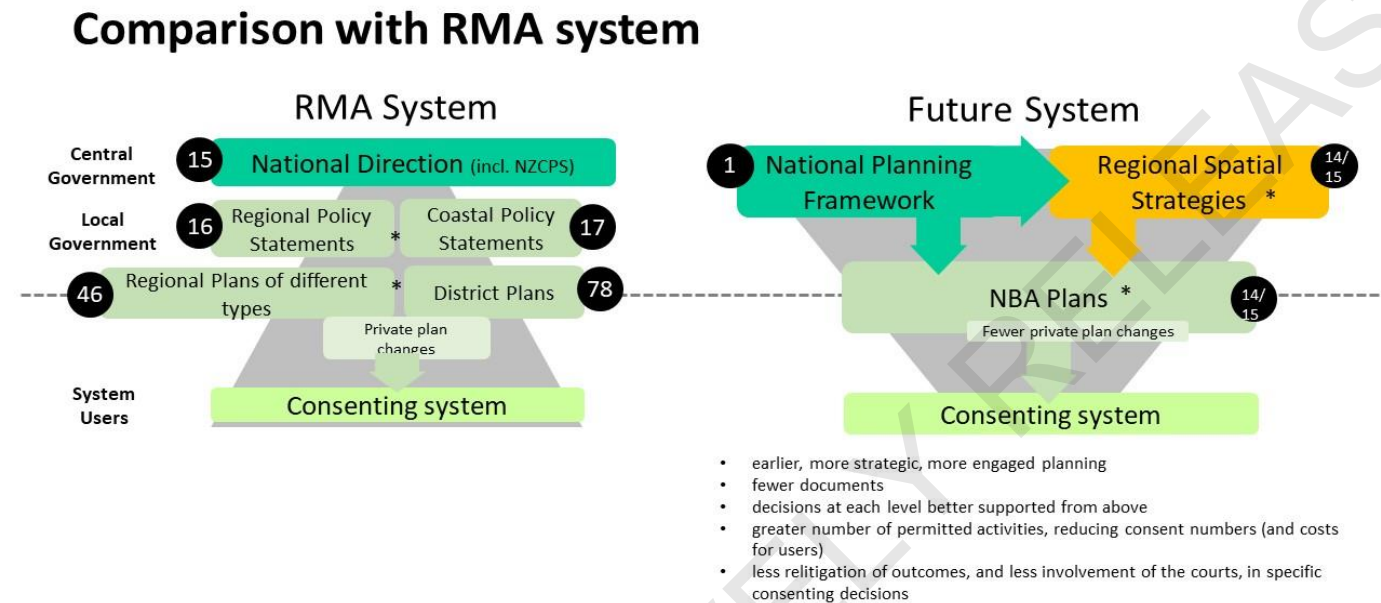 Comparison with RMA system
RMA System
Central
Government
15
National Direction (incl. NZCPS)
Local
Government
16
Regional Policy
Statements
*
Coastal Policy
Statements
17
46
Regional Plans of different
types
*
District Plans
78
Private plan
changes
System
Users
Consenting system
Future System
1
National Planning
Framework
Regional Spatial
Strategies *
14/
15
NBA Plans *
14/
15
Fewer private plan changes
Consenting system
• earlier, more strategic, more engaged planning
• fewer documents
• decisions at each level better supported from above
• greater number of permitted activities, reducing consent numbers (and costs
for users)
• less relitigation of outcomes, and less involvement of the courts, in specific
consenting decisions
ELY RELEAS